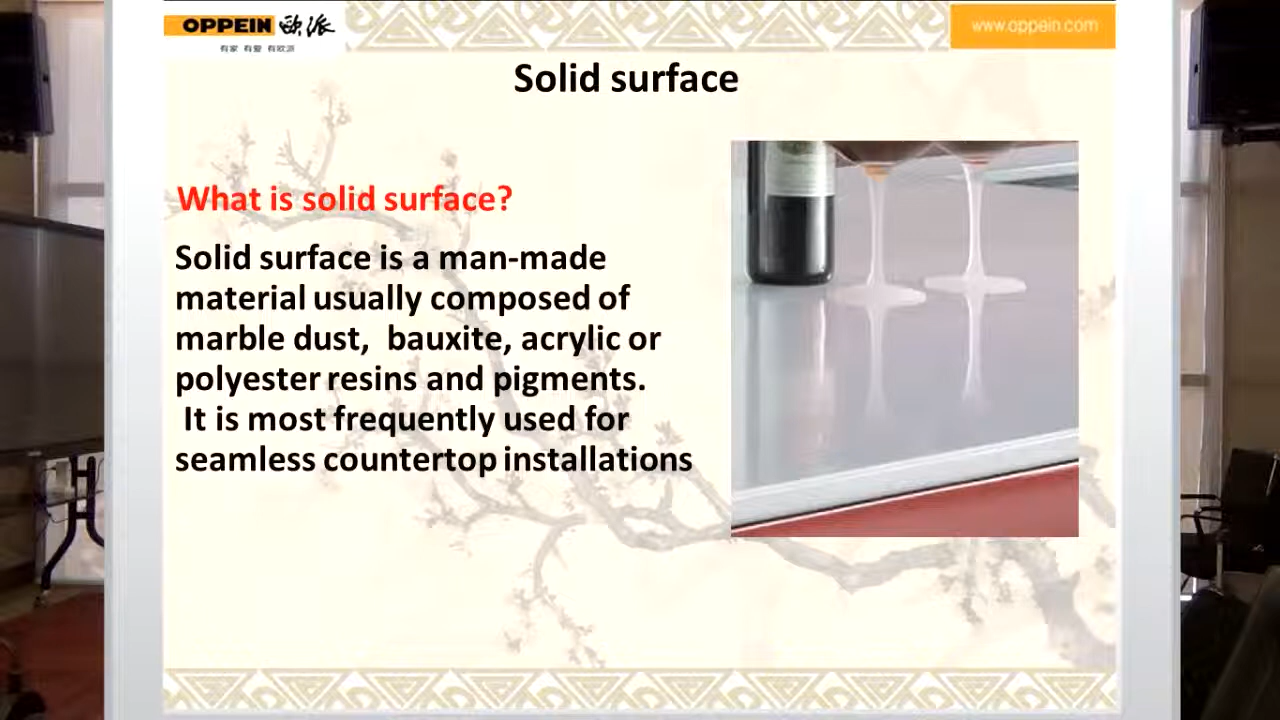 OPPEIN 欧派
有家 有爱 有欧派
www.oppein.com
Solid surface
What is solid surface?
Solid surface is a man-made
material usually composed of
marble dust, bauxite, acrylic or
polyester resins and pigments.
It is most frequently used for
seamless countertop installations